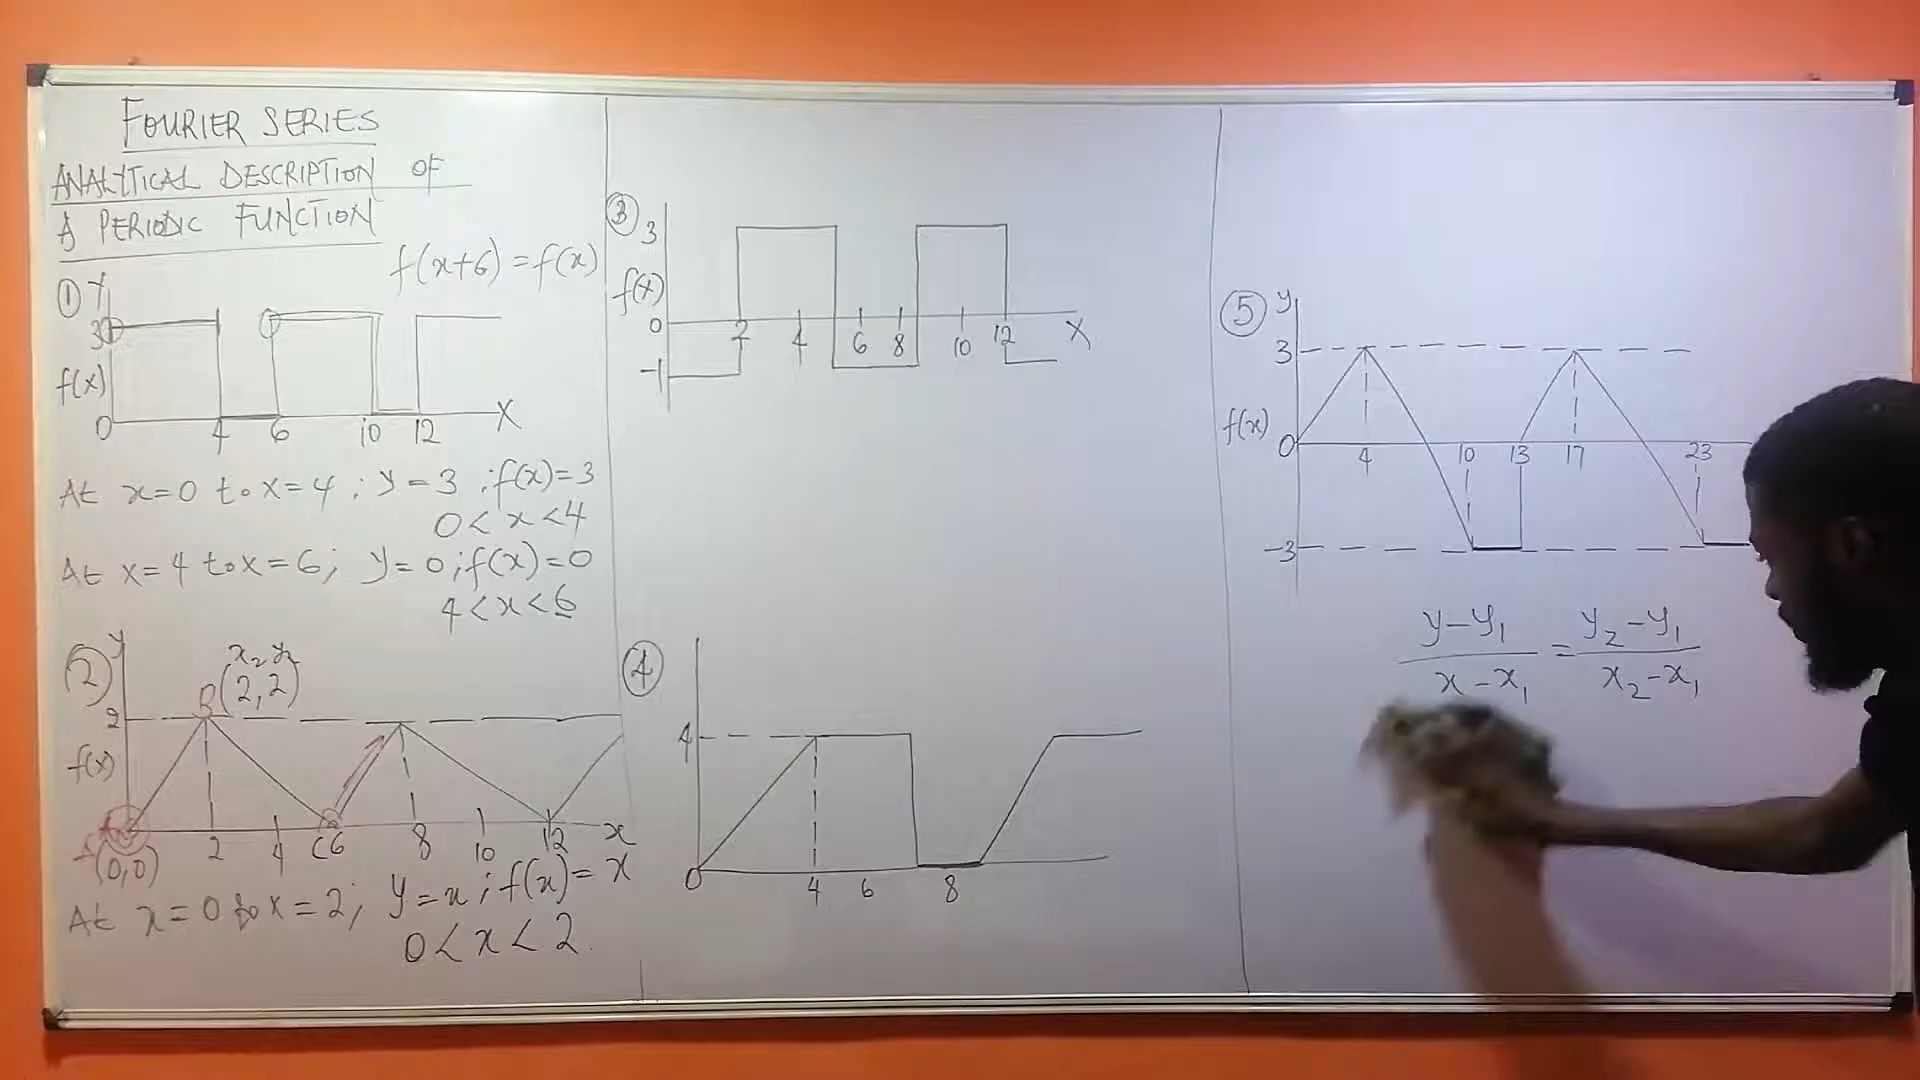 FOURIER SERIES
ANALYTICAL DESCRIPTION OF
A PERIODIC FUNCTION
f(x+6) = f(x)
① Y
3
f(x)
0 4 6 10 12 X
At x=0 to x=4 ; y=3 ; f(x)=3
0 < x < 4
At x=4 to x=6 ; y=0 ; f(x)=0
4 < x < 6
② y
x₂ y₂
B(2,2)
2
f(x)
A(0,0) 2 4 C6 8 10 12 x
At x=0 to x=2 ; y=x ; f(x)=x
0 < x < 2.
③
3
f(x)
0 2 4 6 8 10 12 X
-1
④
4
0 4 6 8
⑤ y
3
f(x)
0 4 10 13 17 23
-3
y-y₁ = y₂-y₁
x-x₁ x₂-x₁